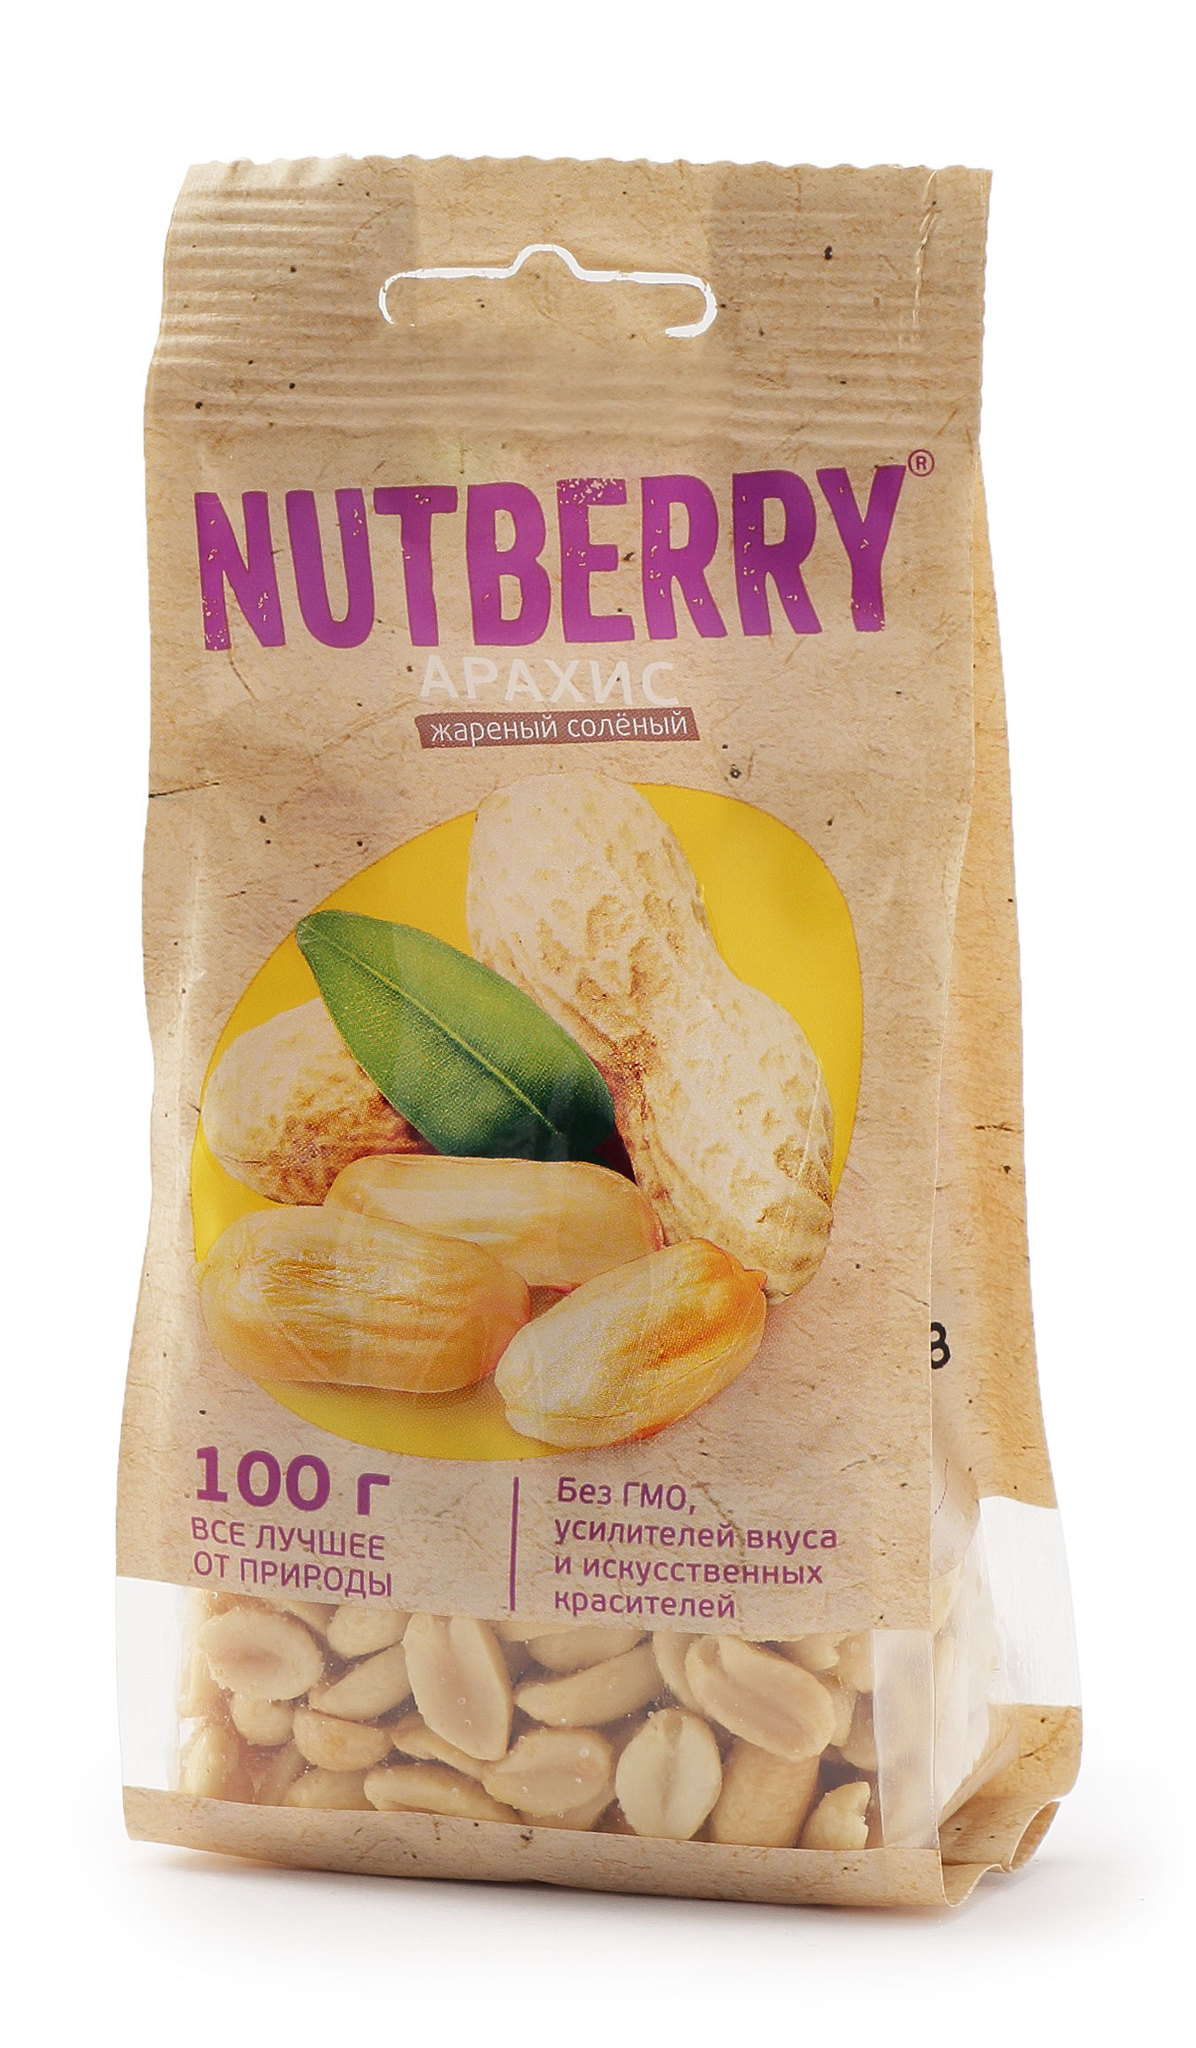 NUTBERRY®
АРАХИС
жареный солёный
100 г
ВСЕ ЛУЧШЕЕ
ОТ ПРИРОДЫ
Без ГМО,
усилителей вкуса
и искусственных
красителей